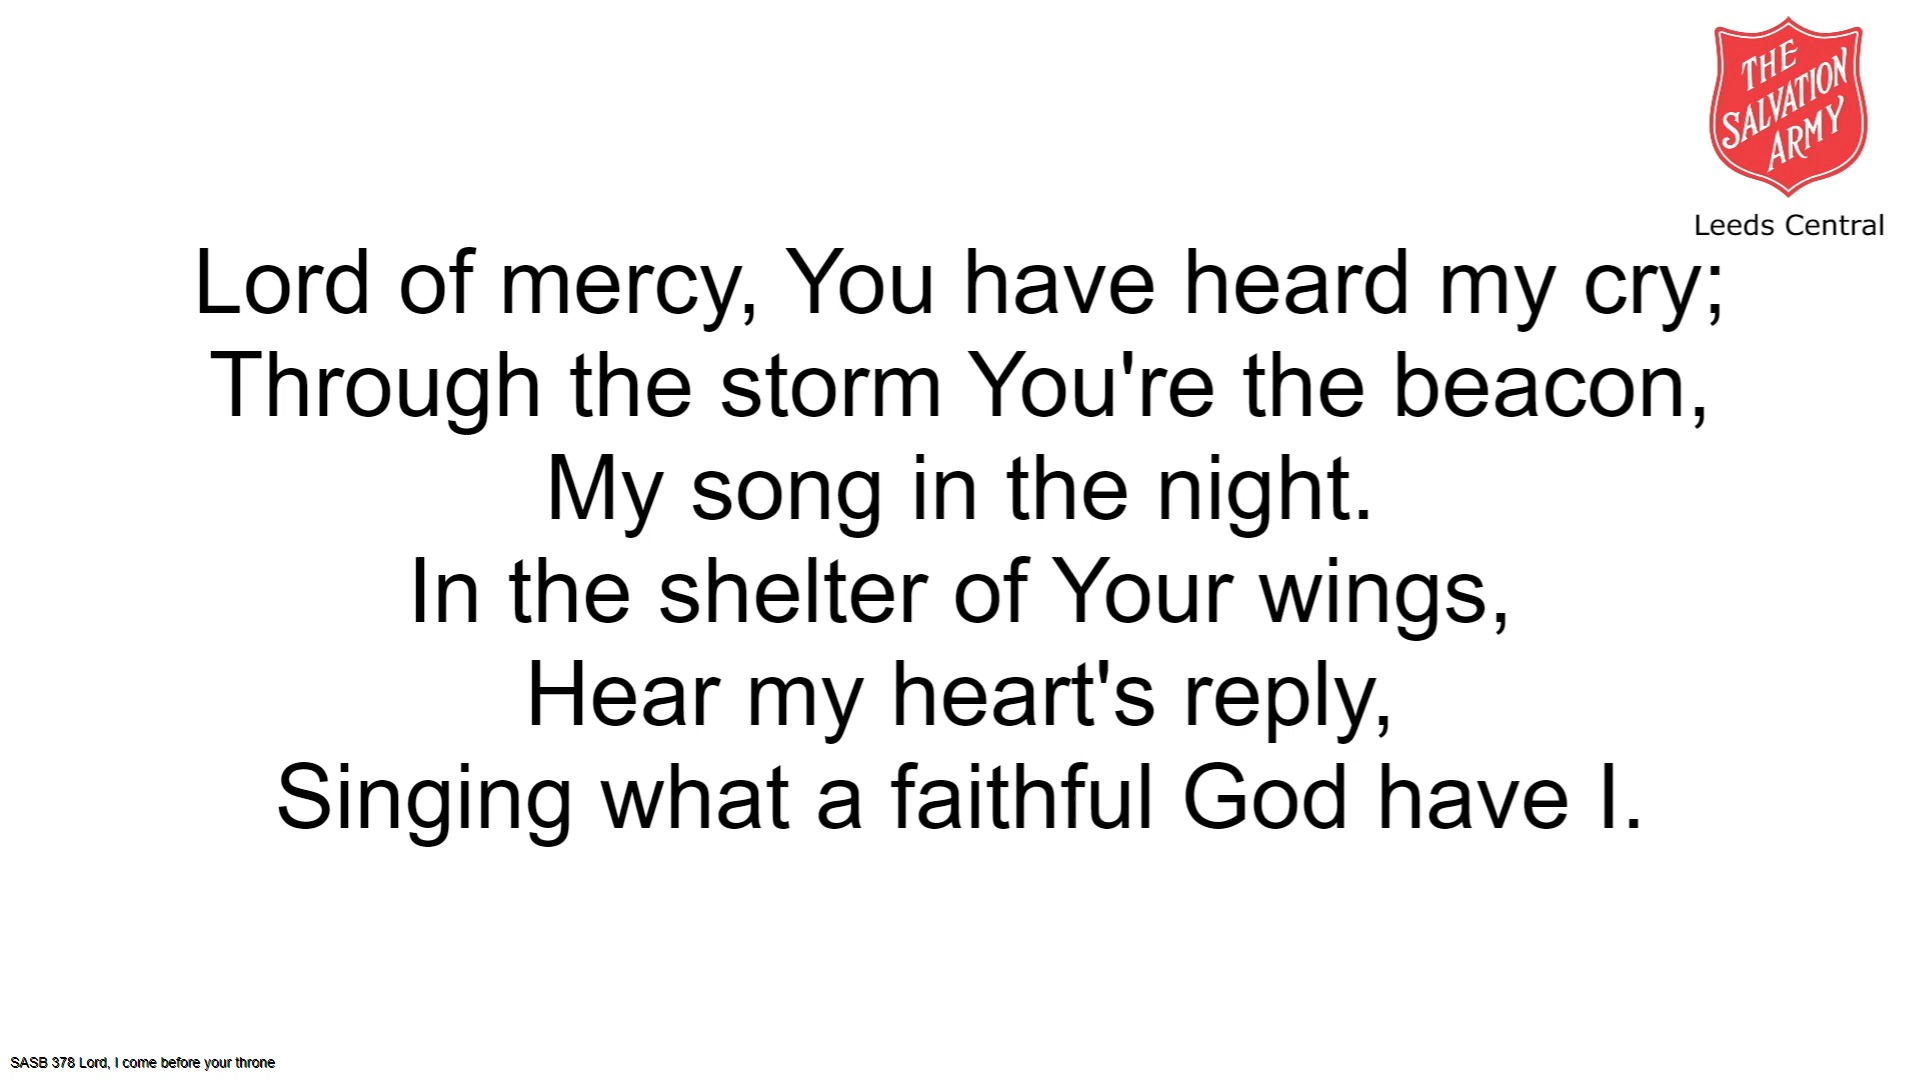 THE
SALVATION
ARMY
Leeds Central
Lord of mercy, You have heard my cry;
Through the storm You're the beacon,
My song in the night.
In the shelter of Your wings,
Hear my heart's reply,
Singing what a faithful God have I.
SASB 378 Lord, I come before your throne